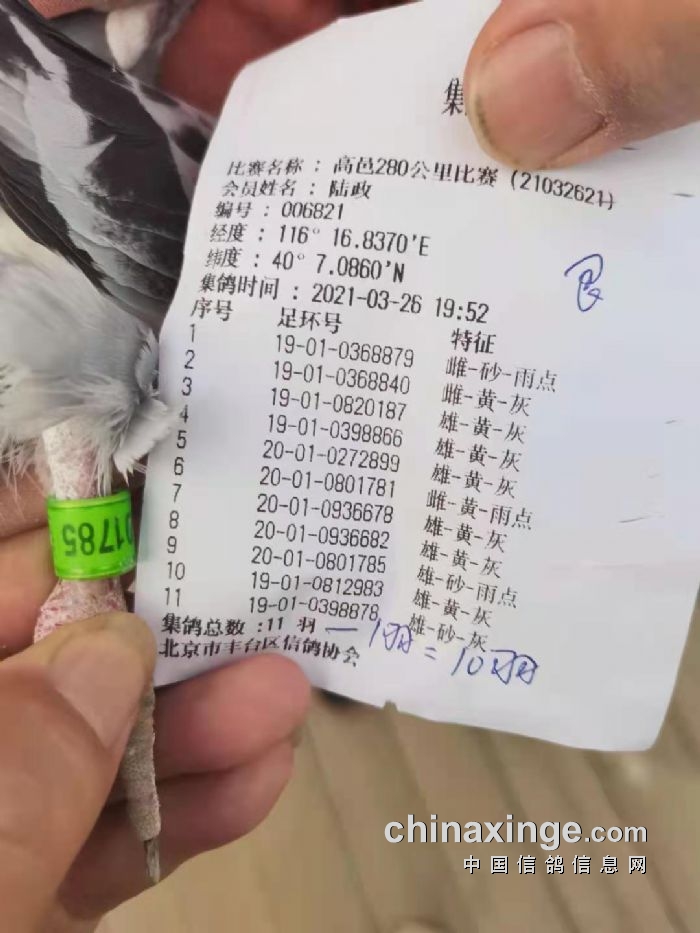 集
比赛名称 : 高邑280公里比赛 (21032621)
会员姓名 : 陆政
编号 : 006821
经度 : 116° 16.8370'E
纬度 : 40° 7.0860'N
集鸽时间 : 2021-03-26 19:52
序号 足环号 特征
1 19-01-0368879 雌-砂-雨点
2 19-01-0368840 雌-黄-灰
3 19-01-0820187 雄-黄-灰
4 19-01-0398866 雄-黄-灰
5 20-01-0272899 雄-黄-灰
6 20-01-0801781 雌-黄-雨点
7 20-01-0936678 雄-黄-灰
8 20-01-0936682 雄-黄-灰
9 20-01-0801785 雄-砂-雨点
10 19-01-0812983 雄-黄-灰
11 19-01-0398878 雄-砂-灰
集鸽总数 :11 羽 - 1羽 = 10羽
北京市丰台区信鸽协会
01785
chinaxinge.com
中国信鸽信息网